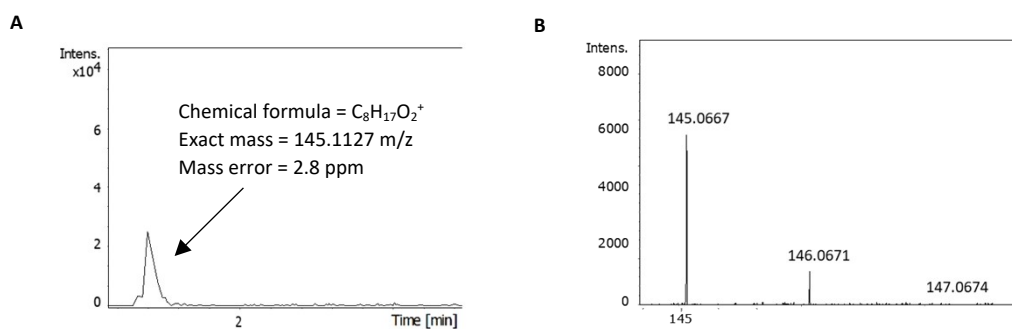 A
Intens.
x10⁴
6
4
2
0
2
Time [min]
Chemical formula = C₈H₁₇O₂⁺
Exact mass = 145.1127 m/z
Mass error = 2.8 ppm
B
Intens.
8000
6000
4000
2000
0
145.0667
146.0671
147.0674
145